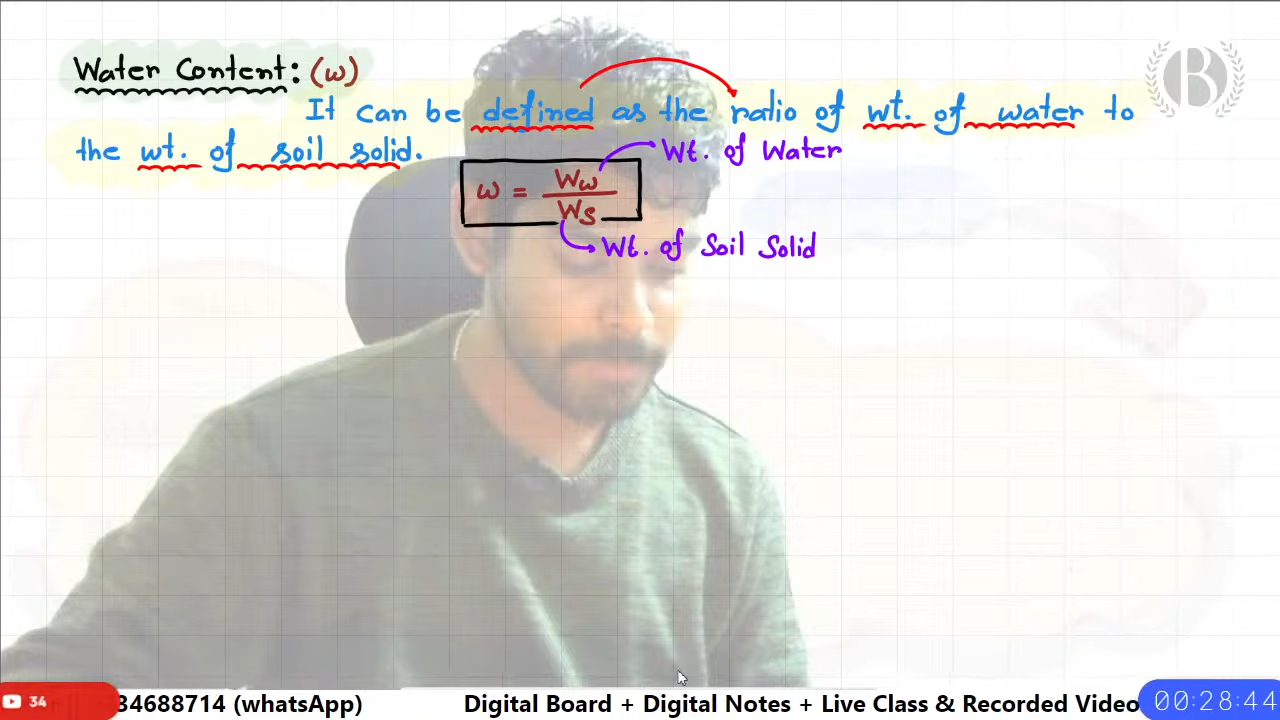 Water Content: (w)
It can be defined as the ratio of wt. of water to
the wt. of soil solid.
Wt. of Water
w = Ww/Ws
Wt. of Soil Solid
B
34
34688714 (whatsApp)
Digital Board + Digital Notes + Live Class & Recorded Video
00:28:44